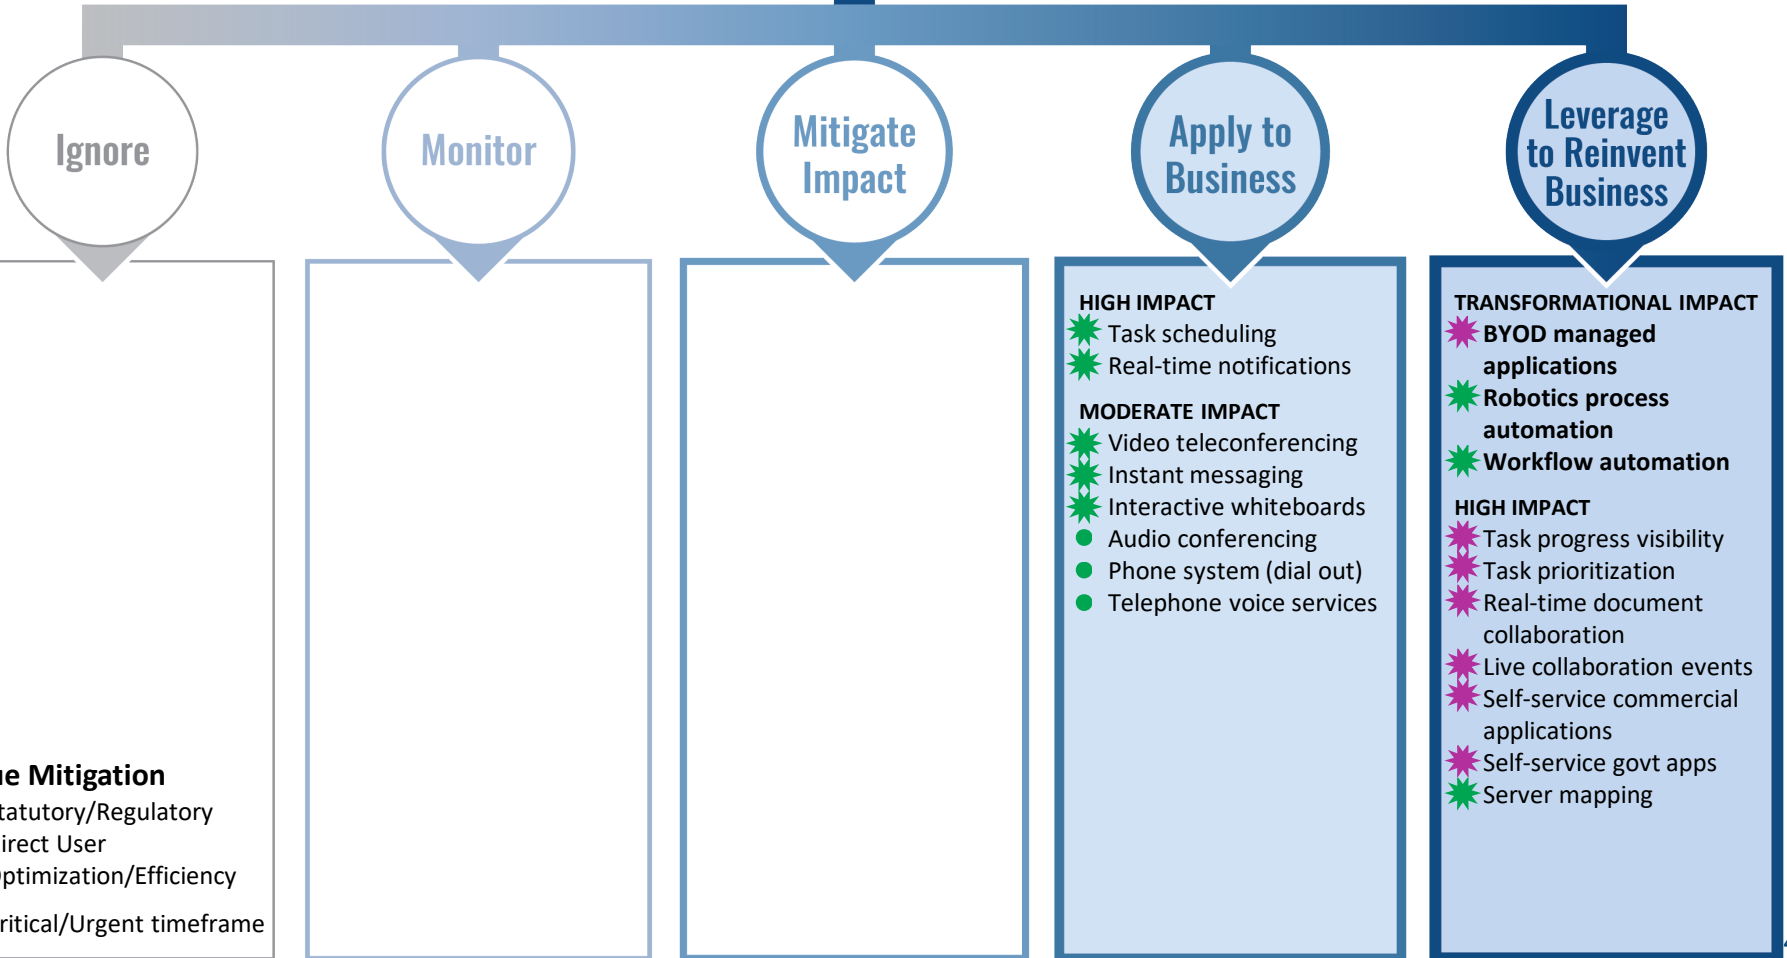 Ignore
Monitor
Mitigate
Impact
Apply to
Business
Leverage
to Reinvent
Business
HIGH IMPACT
Task scheduling
Real-time notifications
MODERATE IMPACT
Video teleconferencing
Instant messaging
Interactive whiteboards
Audio conferencing
Phone system (dial out)
Telephone voice services
TRANSFORMATIONAL IMPACT
BYOD managed
applications
Robotics process
automation
Workflow automation
HIGH IMPACT
Task progress visibility
Task prioritization
Real-time document
collaboration
Live collaboration events
Self-service commercial
applications
Self-service govt apps
Server mapping
ue Mitigation
tatutory/Regulatory
irect User
ptimization/Efficiency
ritical/Urgent timeframe